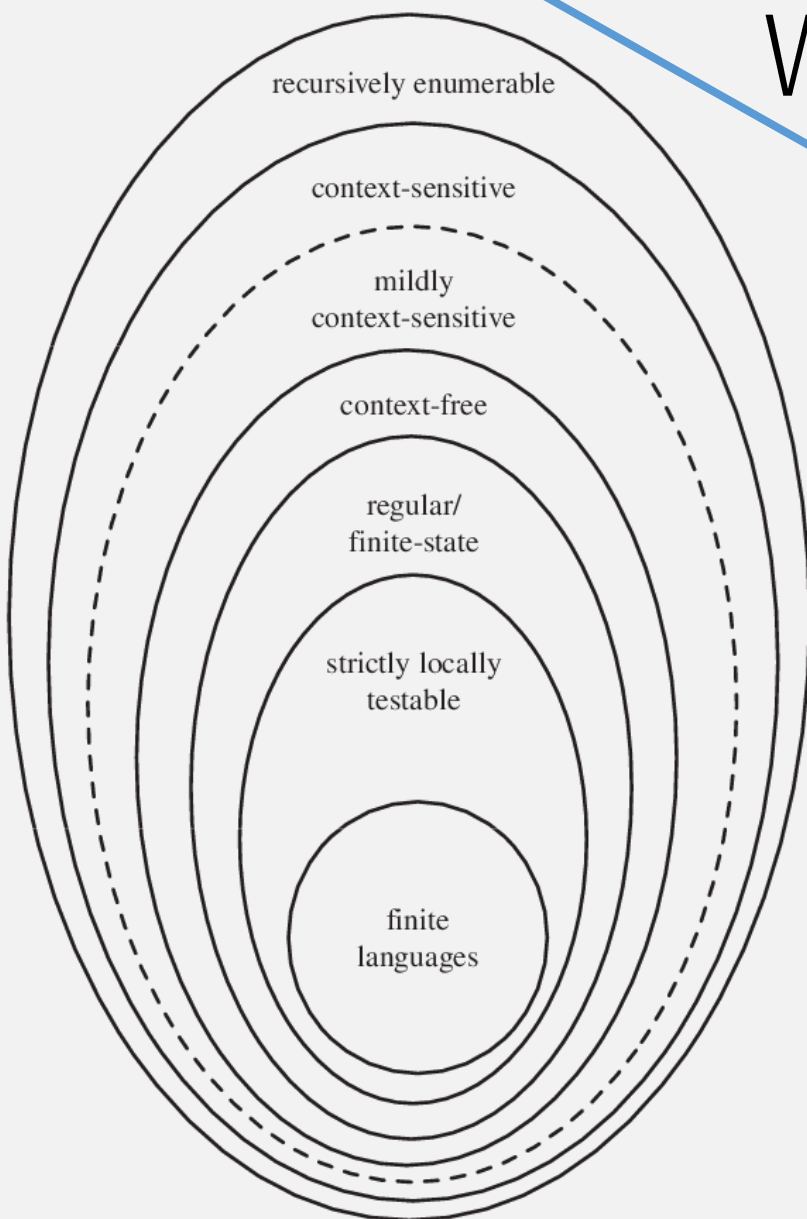 recursively enumerable
context-sensitive
mildly
context-sensitive
context-free
regular/
finite-state
strictly locally
testable
finite
languages